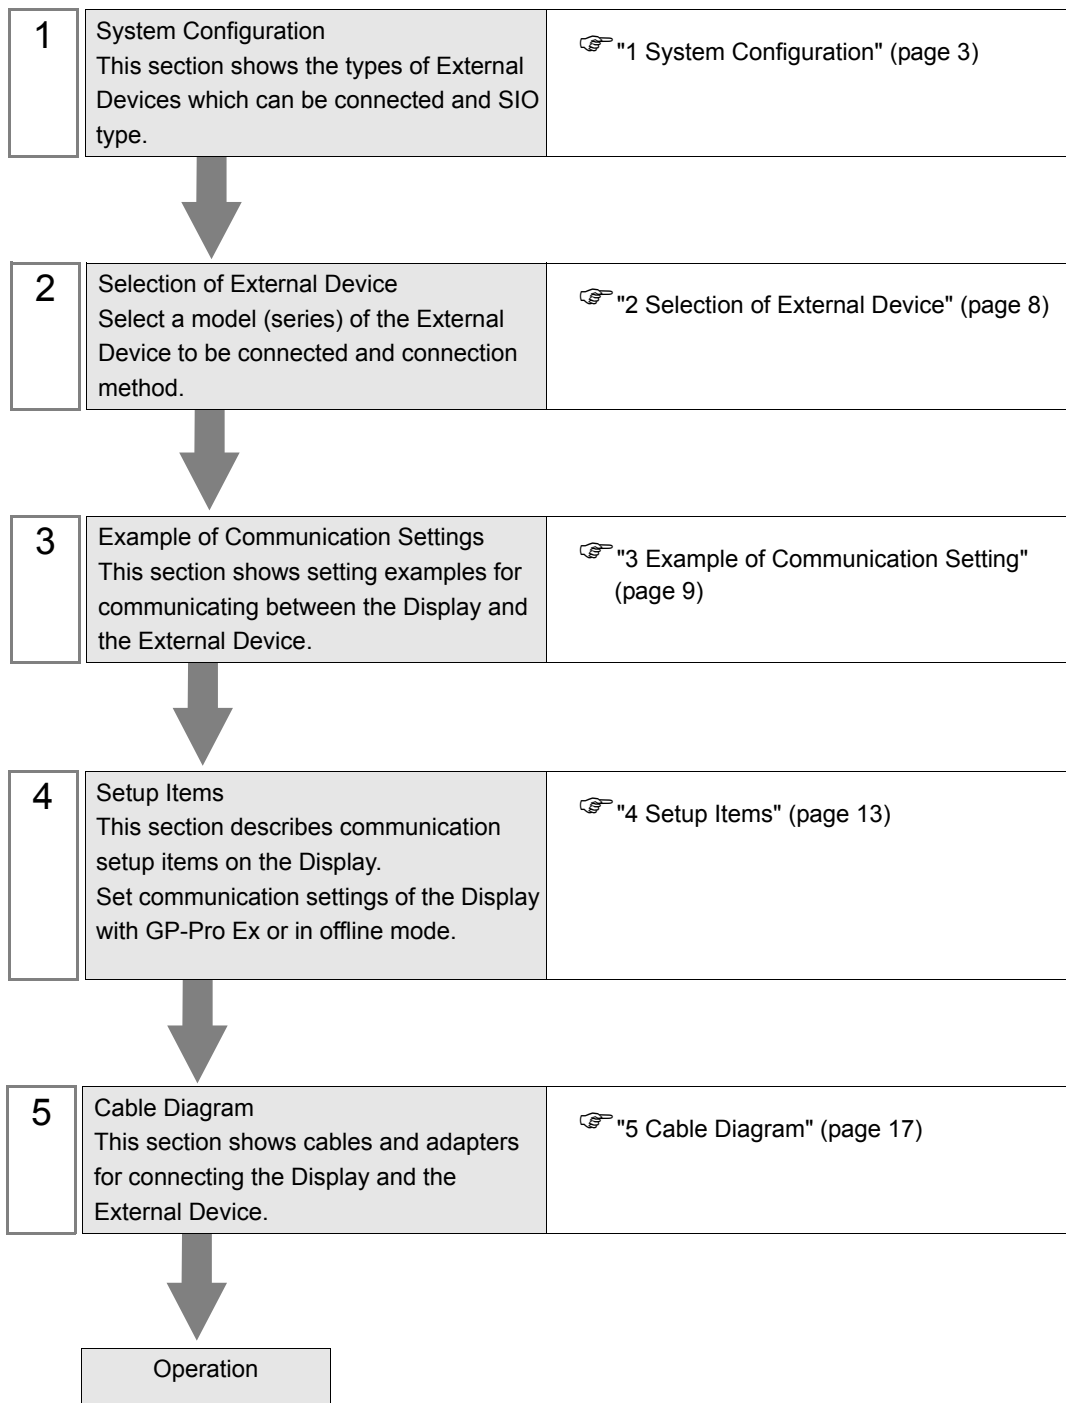 1
System Configuration
This section shows the types of External
Devices which can be connected and SIO
type.
"1 System Configuration" (page 3)
2
Selection of External Device
Select a model (series) of the External
Device to be connected and connection
method.
"2 Selection of External Device" (page 8)
3
Example of Communication Settings
This section shows setting examples for
communicating between the Display and
the External Device.
"3 Example of Communication Setting"
(page 9)
4
Setup Items
This section describes communication
setup items on the Display.
Set communication settings of the Display
with GP-Pro Ex or in offline mode.
"4 Setup Items" (page 13)
5
Cable Diagram
This section shows cables and adapters
for connecting the Display and the
External Device.
"5 Cable Diagram" (page 17)
Operation